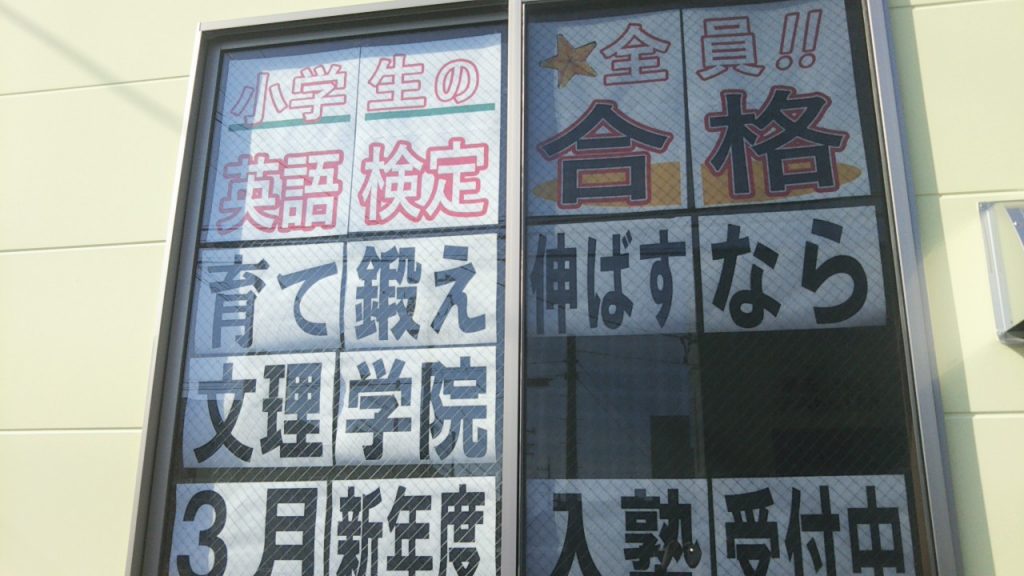 小学生の 全員!!
英語検定 合格
育て鍛え伸ばすなら
文理学院
3月新年度入塾受付中